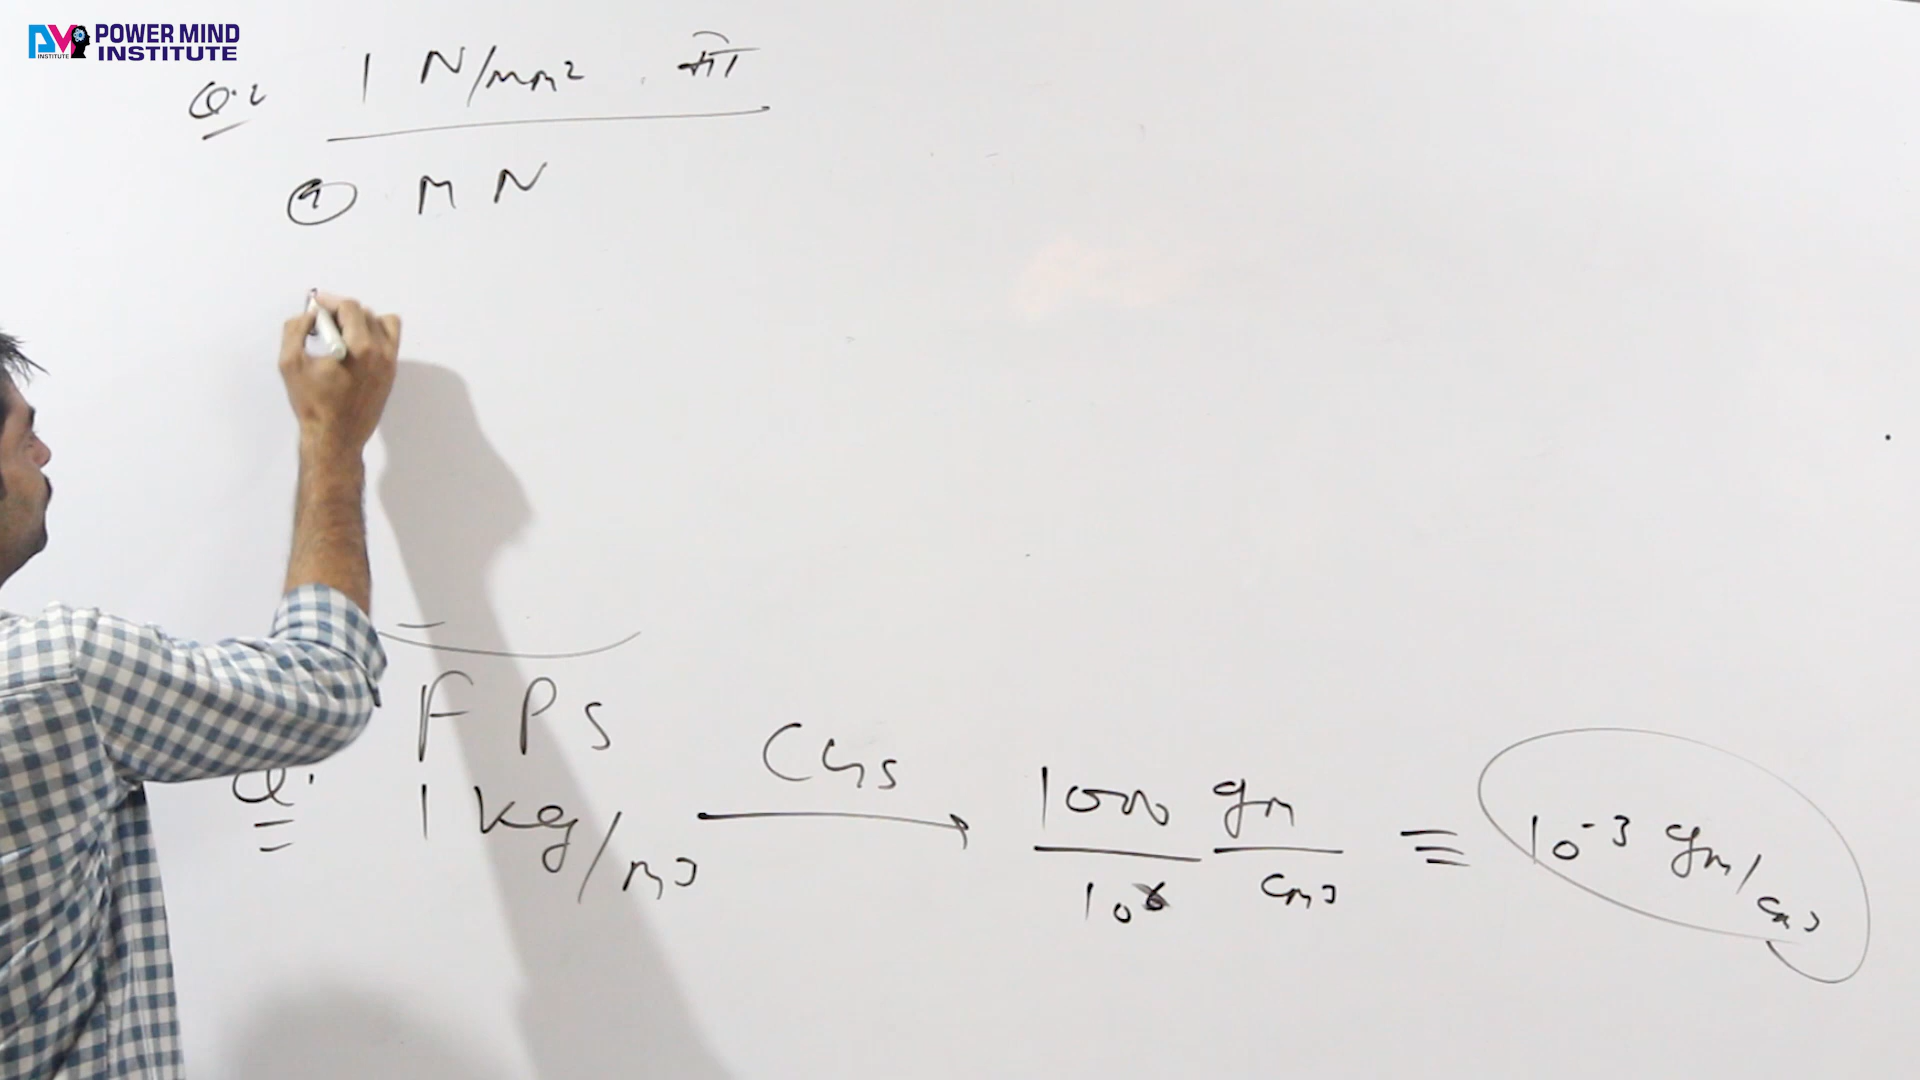 POWER MIND
INSTITUTE
Q.2 1 N/mm2 . को
MN
FPS
Q. 1 kg/m3 CGS 1000 gm / 106 cm3 = 10-3 gm/cm3